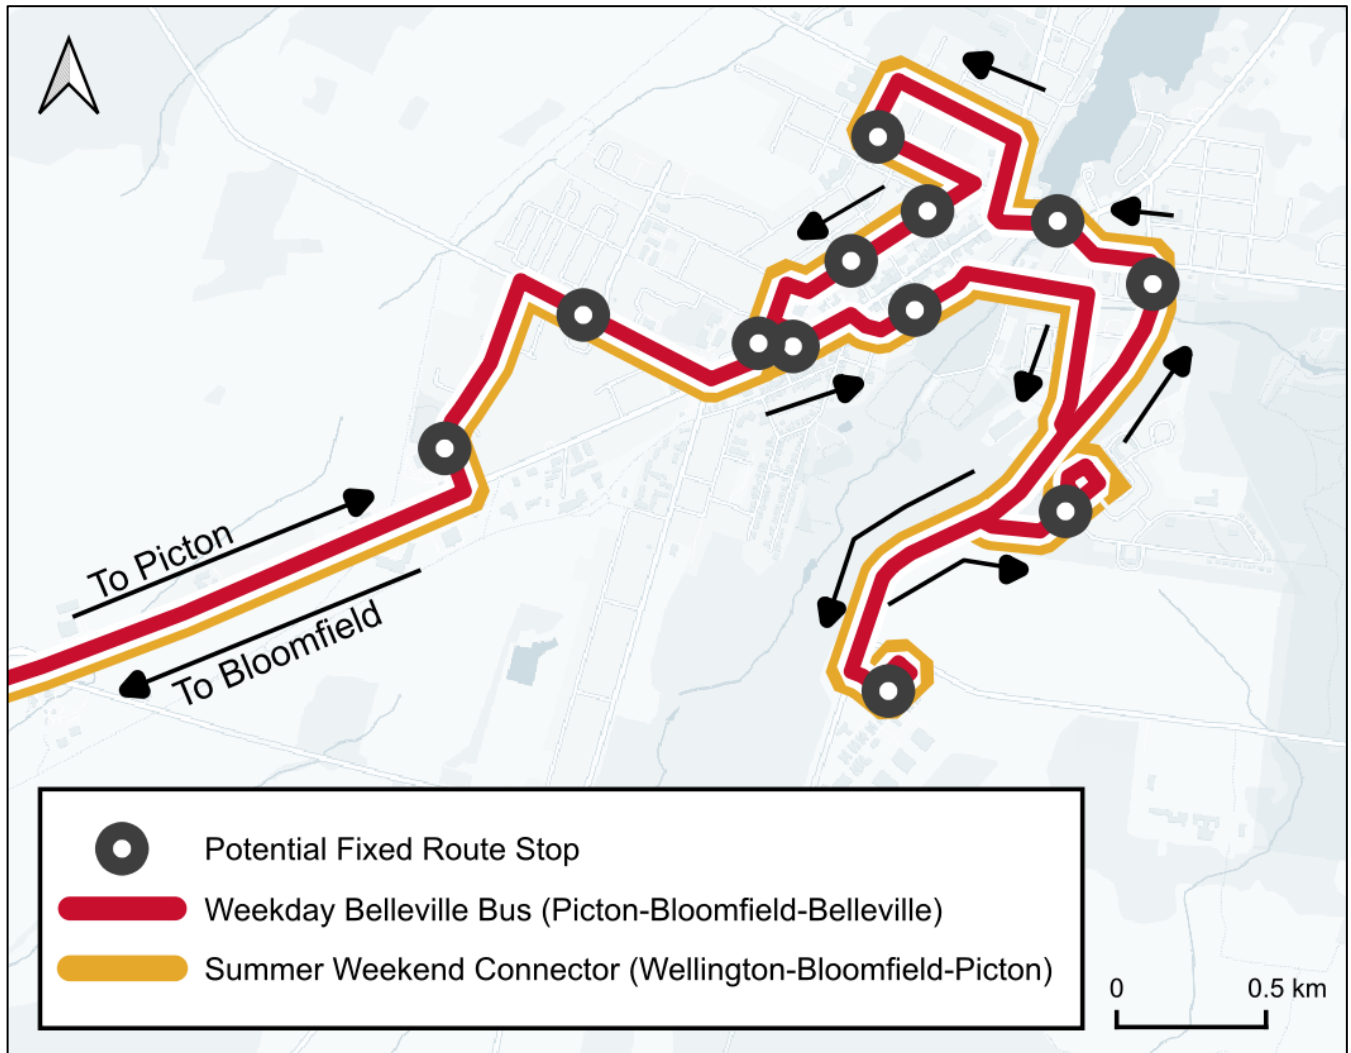 To Picton
To Bloomfield
Potential Fixed Route Stop
Weekday Belleville Bus (Picton-Bloomfield-Belleville)
Summer Weekend Connector (Wellington-Bloomfield-Picton)
0 0.5 km